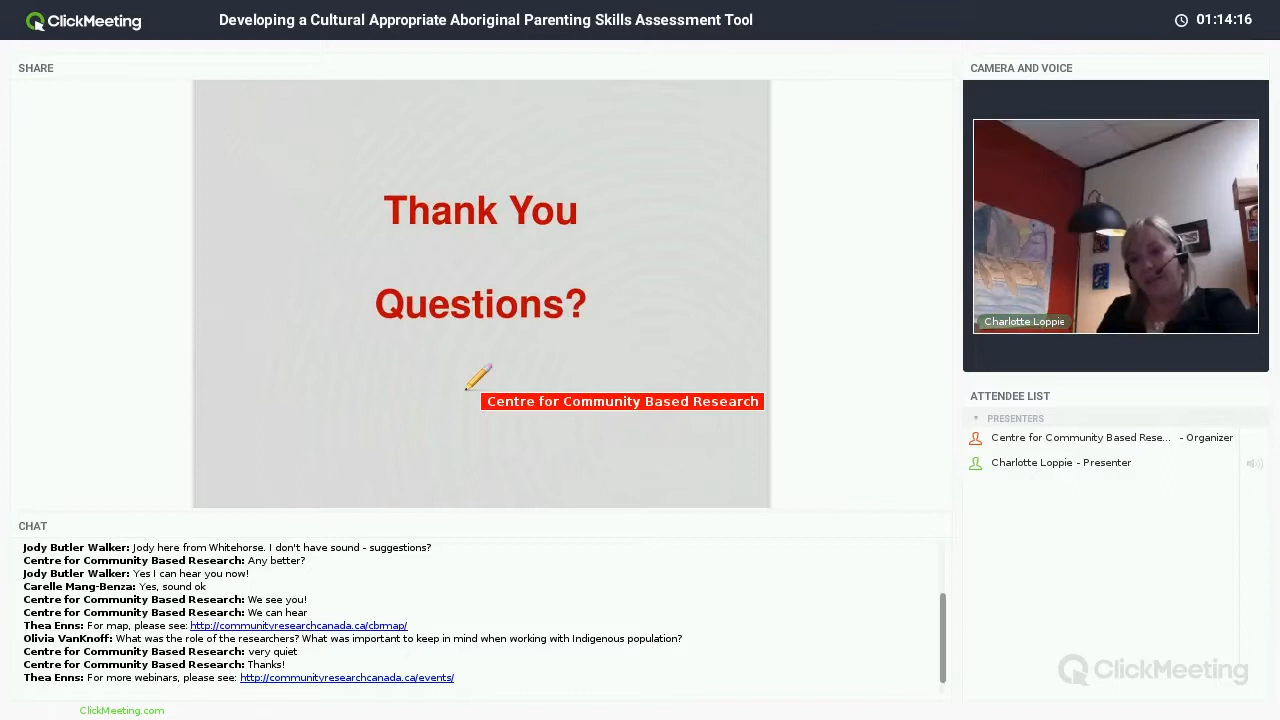 ClickMeeting
Developing a Cultural Appropriate Aboriginal Parenting Skills Assessment Tool
01:14:16
SHARE
Thank You
Questions?
Centre for Community Based Research
CAMERA AND VOICE
Charlotte Loppie
ATTENDEE LIST
PRESENTERS
Centre for Community Based Rese... - Organizer
Charlotte Loppie - Presenter
CHAT
Jody Butler Walker: Jody here from Whitehorse. I don't have sound - suggestions?
Centre for Community Based Research: Any better?
Jody Butler Walker: Yes I can hear you now!
Carelle Mang-Benza: Yes, sound ok
Centre for Community Based Research: We see you!
Centre for Community Based Research: We can hear
Thea Enns: For map, please see: http://communityresearchcanada.ca/cbrmap/
Olivia VanKnoff: What was the role of the researchers? What was important to keep in mind when working with Indigenous population?
Centre for Community Based Research: very quiet
Centre for Community Based Research: Thanks!
Thea Enns: For more webinars, please see: http://communityresearchcanada.ca/events/
ClickMeeting
ClickMeeting.com